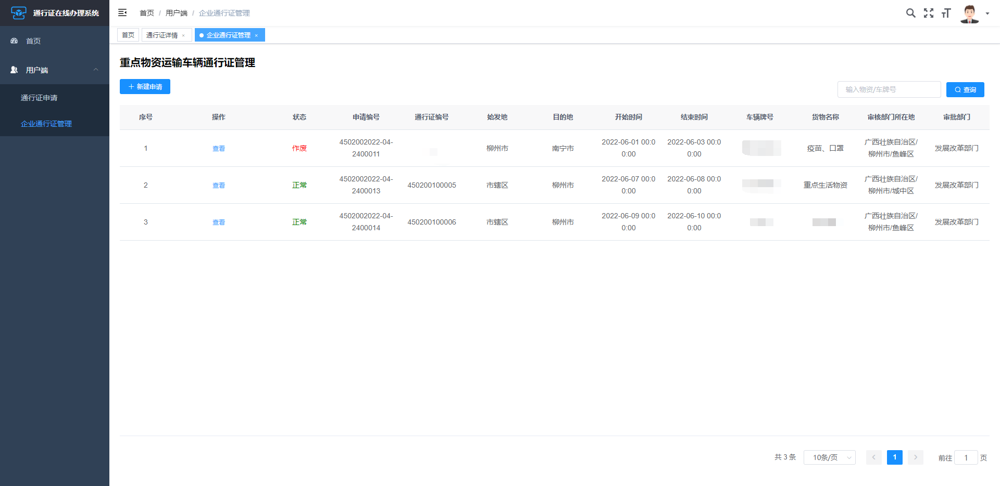 通行证在线办理系统
首页 / 用户端 / 企业通行证管理
首页
用户端
通行证申请
企业通行证管理
首页 通行证详情 × 企业通行证管理 ×
重点物资运输车辆通行证管理
新建申请
输入物资/车牌号 查询
序号 操作 状态 申请编号 通行证编号 始发地 目的地 开始时间 结束时间 车辆牌号 货物名称 审核部门所在地 审批部门
4502002022-04- 2022-06-01 00:0 2022-06-03 00:0 广西壮族自治区/
1 查看 作废 柳州市 南宁市 疫苗、口罩 发展改革部门
2400011 0:00 0:00 柳州市/鱼峰区
4502002022-04- 2022-06-07 00:0 2022-06-08 00:0 广西壮族自治区/
2 查看 正常 450200100005 市辖区 柳州市 重点生活物资 发展改革部门
2400013 0:00 0:00 柳州市/城中区
4502002022-04- 2022-06-09 00:0 2022-06-10 00:0 广西壮族自治区/
3 查看 正常 450200100006 市辖区 柳州市 发展改革部门
2400014 0:00 0:00 柳州市/鱼峰区
共 3 条 10条/页 1 前往 1 页